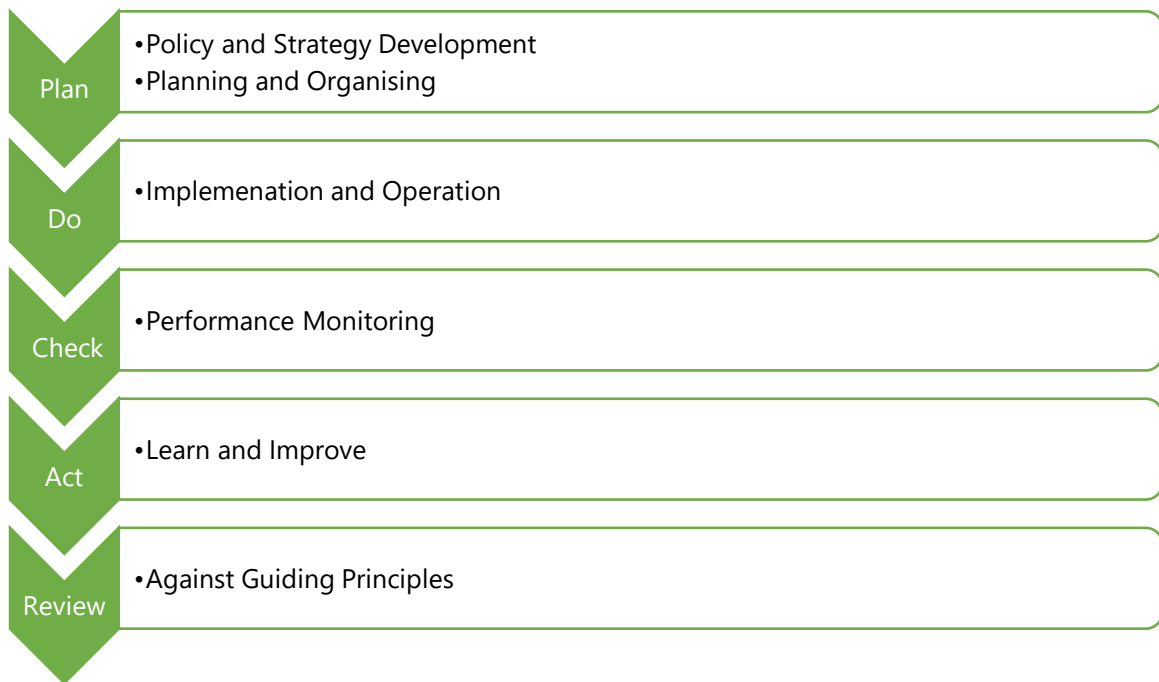 Plan
•Policy and Strategy Development
•Planning and Organising
Do
•Implemenation and Operation
Check
•Performance Monitoring
Act
•Learn and Improve
Review
•Against Guiding Principles